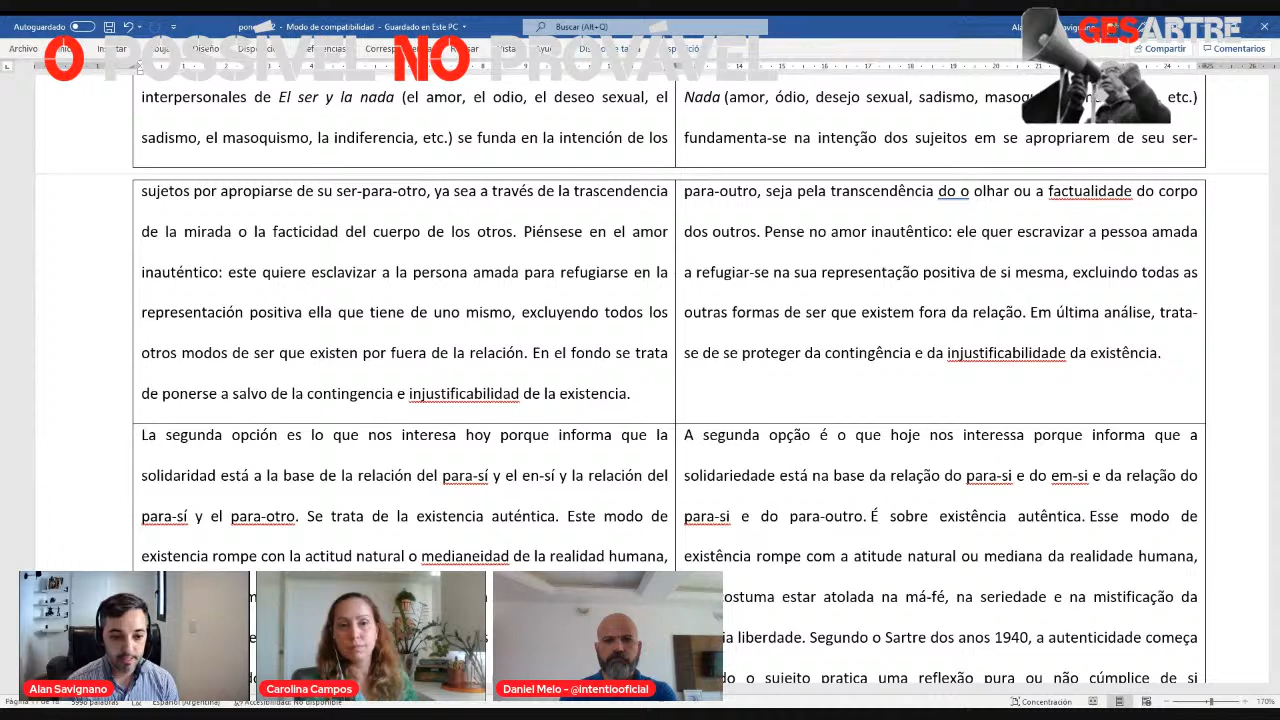 Autoguardado
Modo de compatibilidad • Guardado en Este PC
Buscar (Alt+Q)
GESARTRE
Archivo
Vista
Compartir
Comentarios
O POSSÍVEL NO PROVÁVEL
interpersonales de El ser y la nada (el amor, el odio, el deseo sexual, el
sadismo, el masoquismo, la indiferencia, etc.) se funda en la intención de los
sujetos por apropiarse de su ser-para-otro, ya sea a través de la trascendencia
de la mirada o la facticidad del cuerpo de los otros. Piénsese en el amor
inauténtico: este quiere esclavizar a la persona amada para refugiarse en la
representación positiva ella que tiene de uno mismo, excluyendo todos los
otros modos de ser que existen por fuera de la relación. En el fondo se trata
de ponerse a salvo de la contingencia e injustificabilidad de la existencia.
La segunda opción es lo que nos interesa hoy porque informa que la
solidaridad está a la base de la relación del para-sí y el en-sí y la relación del
para-sí y el para-otro. Se trata de la existencia auténtica. Este modo de
existencia rompe con la actitud natural o medianeidad de la realidad humana,
Nada (amor, ódio, desejo sexual, sadismo, etc.)
fundamenta-se na intenção dos sujeitos em se apropriarem de seu ser-
para-outro, seja pela transcendência do o olhar ou a factualidade do corpo
dos outros. Pense no amor inautêntico: ele quer escravizar a pessoa amada
a refugiar-se na sua representação positiva de si mesma, excluindo todas as
outras formas de ser que existem fora da relação. Em última análise, trata-
se de se proteger da contingência e da injustificabilidade da existência.
A segunda opção é o que hoje nos interessa porque informa que a
solidariedade está na base da relação do para-si e do em-si e da relação do
para-si e do para-outro. É sobre existência autêntica. Esse modo de
existência rompe com a atitude natural ou mediana da realidade humana,
ostuma estar atolada na má-fé, na seriedade e na mistificação da
ia liberdade. Segundo o Sartre dos anos 1940, a autenticidade começa
o sujeito pratica uma reflexão pura ou não cúmplice de si
Alan Savignano
Carolina Campos
Daniel Melo - @intentiooficial
Español (Argentina)
Concentración
170%